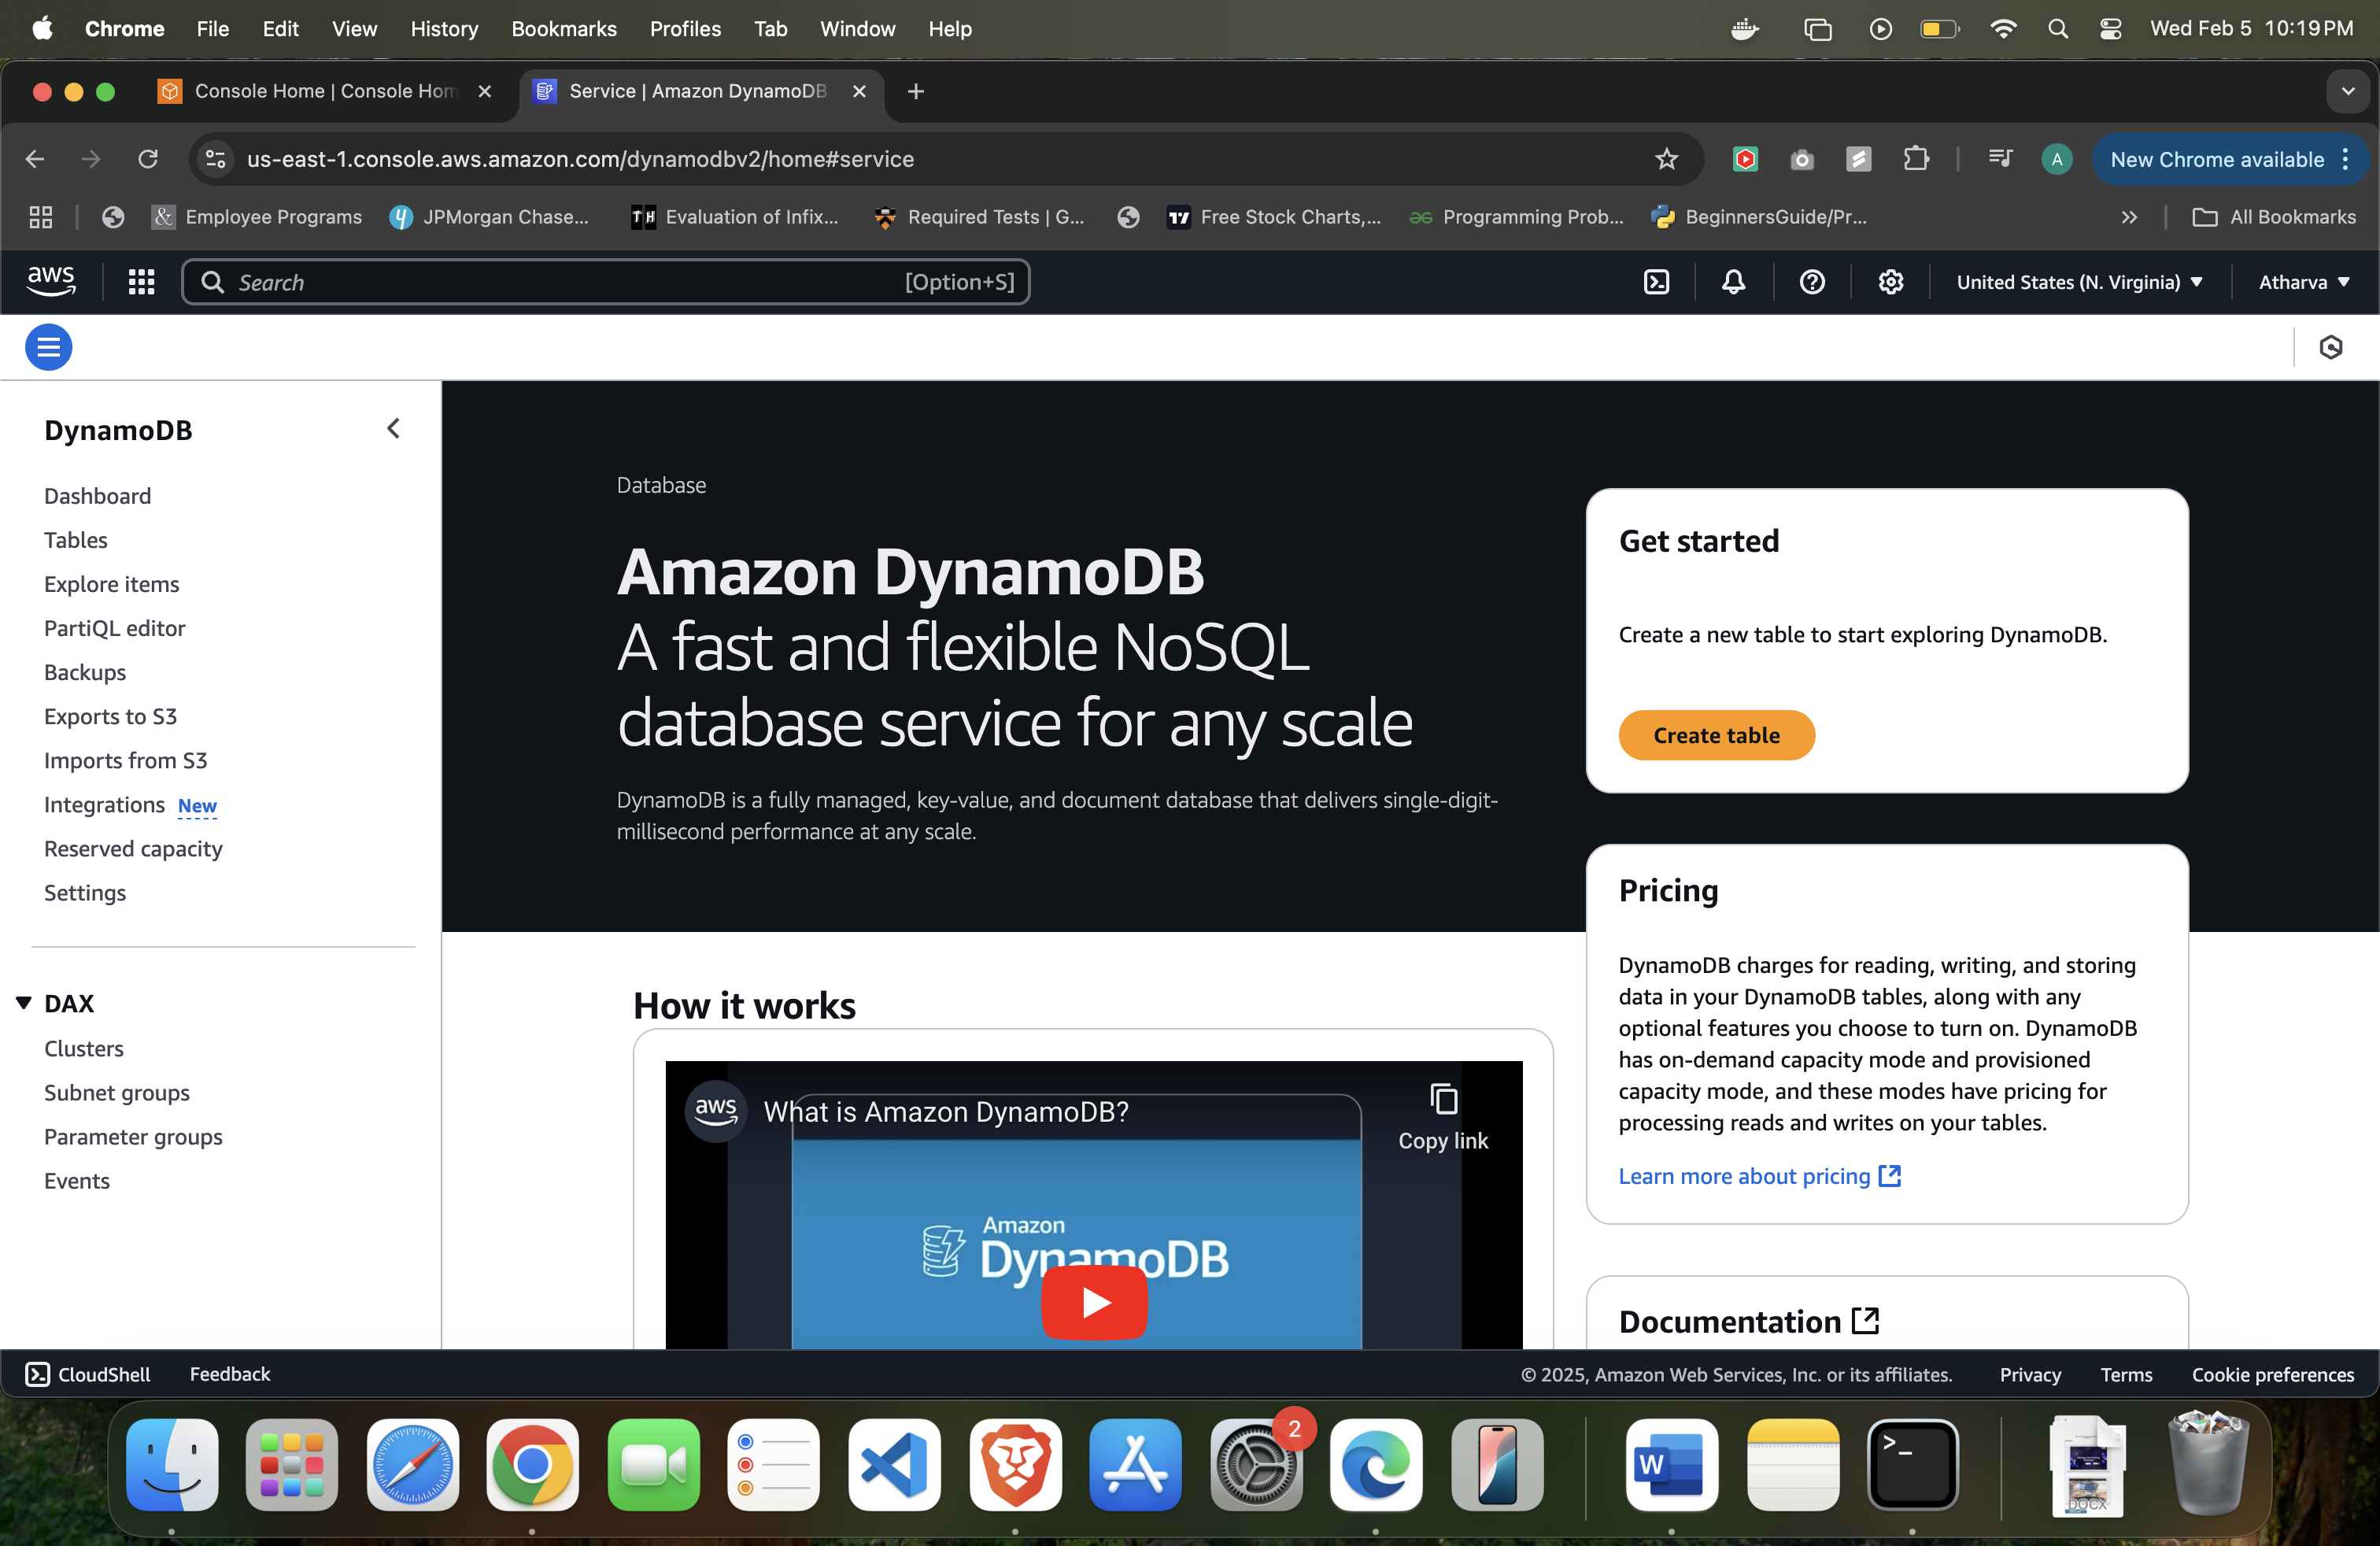 Chrome File Edit View History Bookmarks Profiles Tab Window Help Wed Feb 5 10:19 PM
Console Home | Console Hom
Service | Amazon DynamoDB
us-east-1.console.aws.amazon.com/dynamodbv2/home#service
A
New Chrome available
Employee Programs
JPMorgan Chase...
TH
Evaluation of Infix...
Required Tests | G...
Free Stock Charts,...
Programming Prob...
BeginnersGuide/Pr...
All Bookmarks
aws
Search
[Option+S]
United States (N. Virginia)
Atharva
DynamoDB
Dashboard
Tables
Explore items
PartiQL editor
Backups
Exports to S3
Imports from S3
Integrations New
Reserved capacity
Settings
DAX
Clusters
Subnet groups
Parameter groups
Events
Database
Amazon DynamoDB
A fast and flexible NoSQL
database service for any scale
DynamoDB is a fully managed, key-value, and document database that delivers single-digit-
millisecond performance at any scale.
Get started
Create a new table to start exploring DynamoDB.
Create table
Pricing
DynamoDB charges for reading, writing, and storing
data in your DynamoDB tables, along with any
optional features you choose to turn on. DynamoDB
has on-demand capacity mode and provisioned
capacity mode, and these modes have pricing for
processing reads and writes on your tables.
Learn more about pricing
Documentation
How it works
aws
What is Amazon DynamoDB?
Copy link
Amazon
DynamoDB
CloudShell
Feedback
© 2025, Amazon Web Services, Inc. or its affiliates.
Privacy
Terms
Cookie preferences
2
W
>_
DOCX